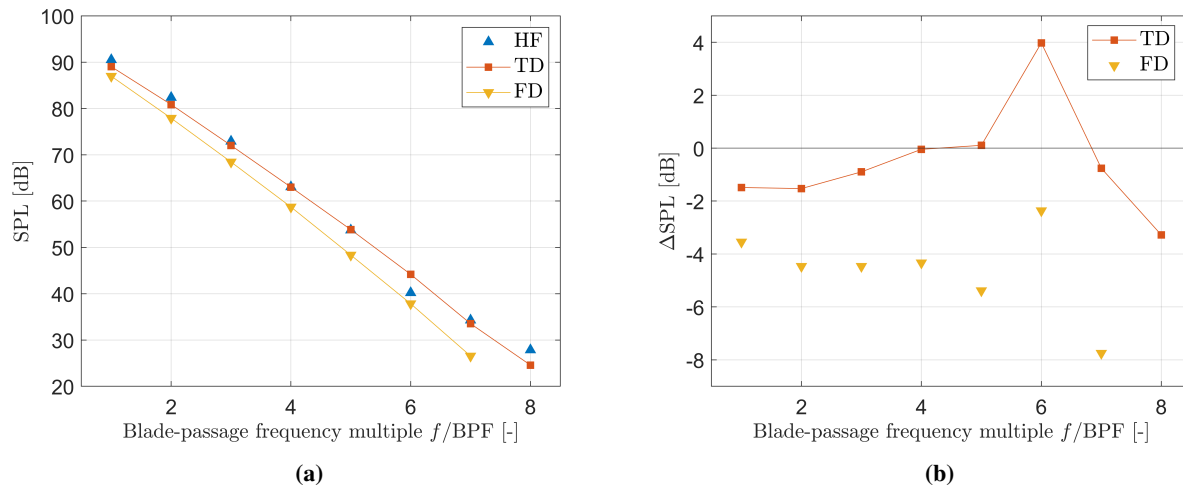 100
90
80
70
60
50
40
30
20
2
4
6
8
SPL [dB]
Blade-passage frequency multiple f/BPF [-]
HF
TD
FD
(a)
4
2
0
-2
-4
-6
-8
2
4
6
8
ΔSPL [dB]
Blade-passage frequency multiple f/BPF [-]
TD
FD
(b)